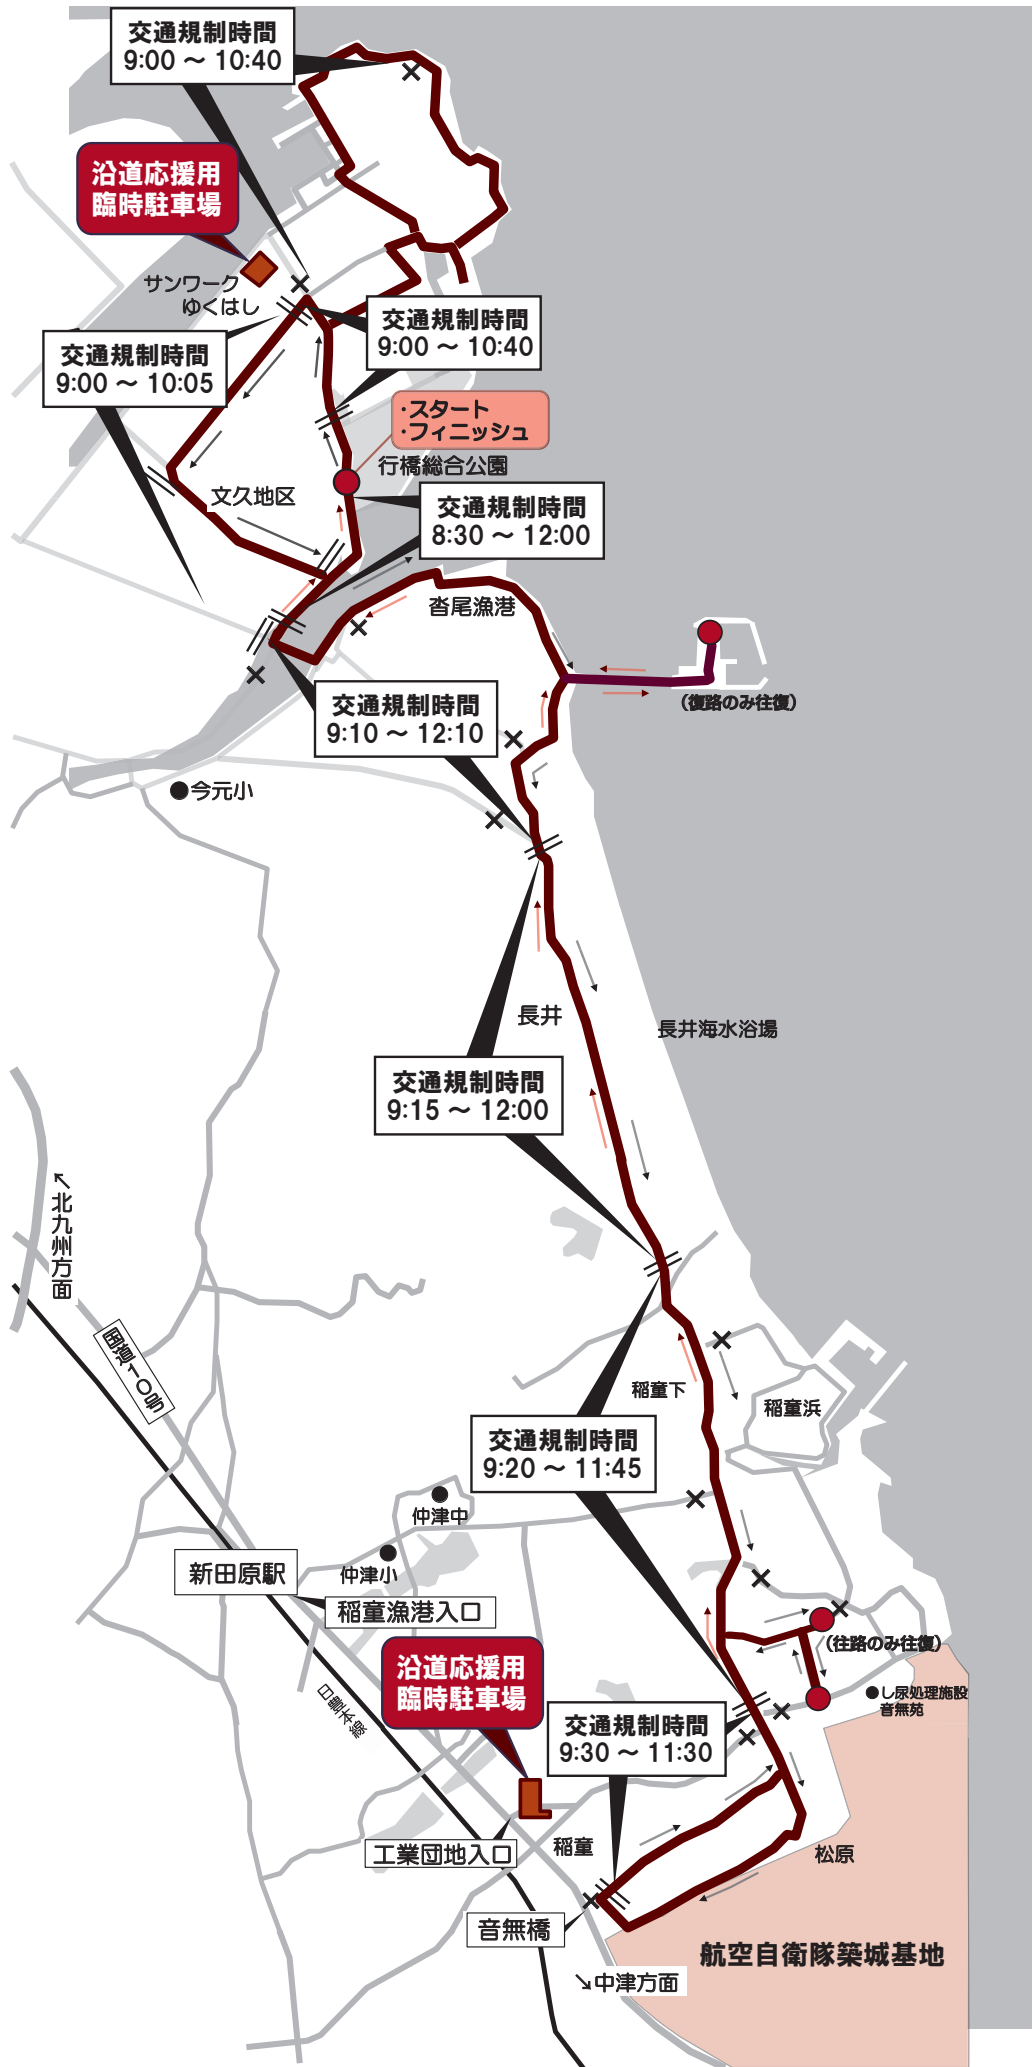 交通規制時間
9:00 ～ 10:40
沿道応援用
臨時駐車場
サンワーク
ゆくはし
交通規制時間
9:00 ～ 10:40
交通規制時間
9:00 ～ 10:05
・スタート
・フィニッシュ
行橋総合公園
文久地区
交通規制時間
8:30 ～ 12:00
沓尾漁港
（復路のみ往復）
交通規制時間
9:10 ～ 12:10
今元小
長井
長井海水浴場
交通規制時間
9:15 ～ 12:00
↖北九州方面
国道10号
稲童下
稲童浜
交通規制時間
9:20 ～ 11:45
仲津中
仲津小
新田原駅
稲童漁港入口
（往路のみ往復）
沿道応援用
臨時駐車場
日豊本線
し尿処理施設
音無苑
交通規制時間
9:30 ～ 11:30
工業団地入口
稲童
松原
音無橋
航空自衛隊築城基地
↘中津方面